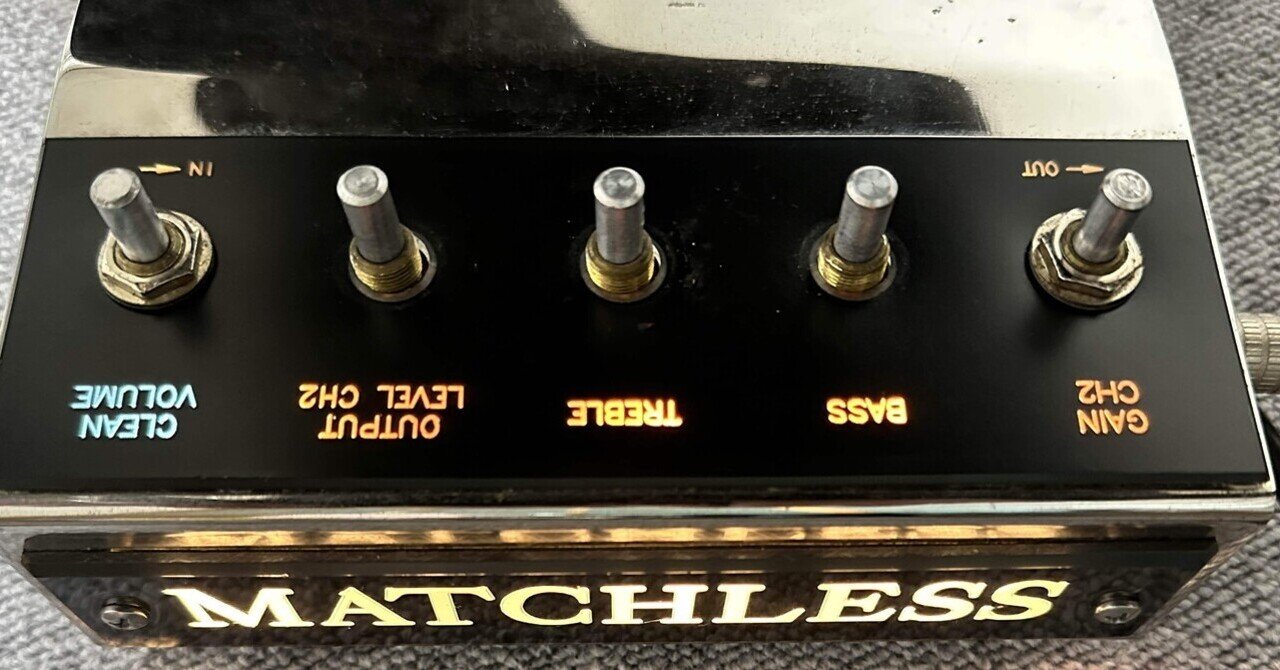 GAIN
CH2
BASS
TREBLE
OUTPUT
LEVEL CH2
CLEAN
VOLUME
OUT
IN
MATCHLESS